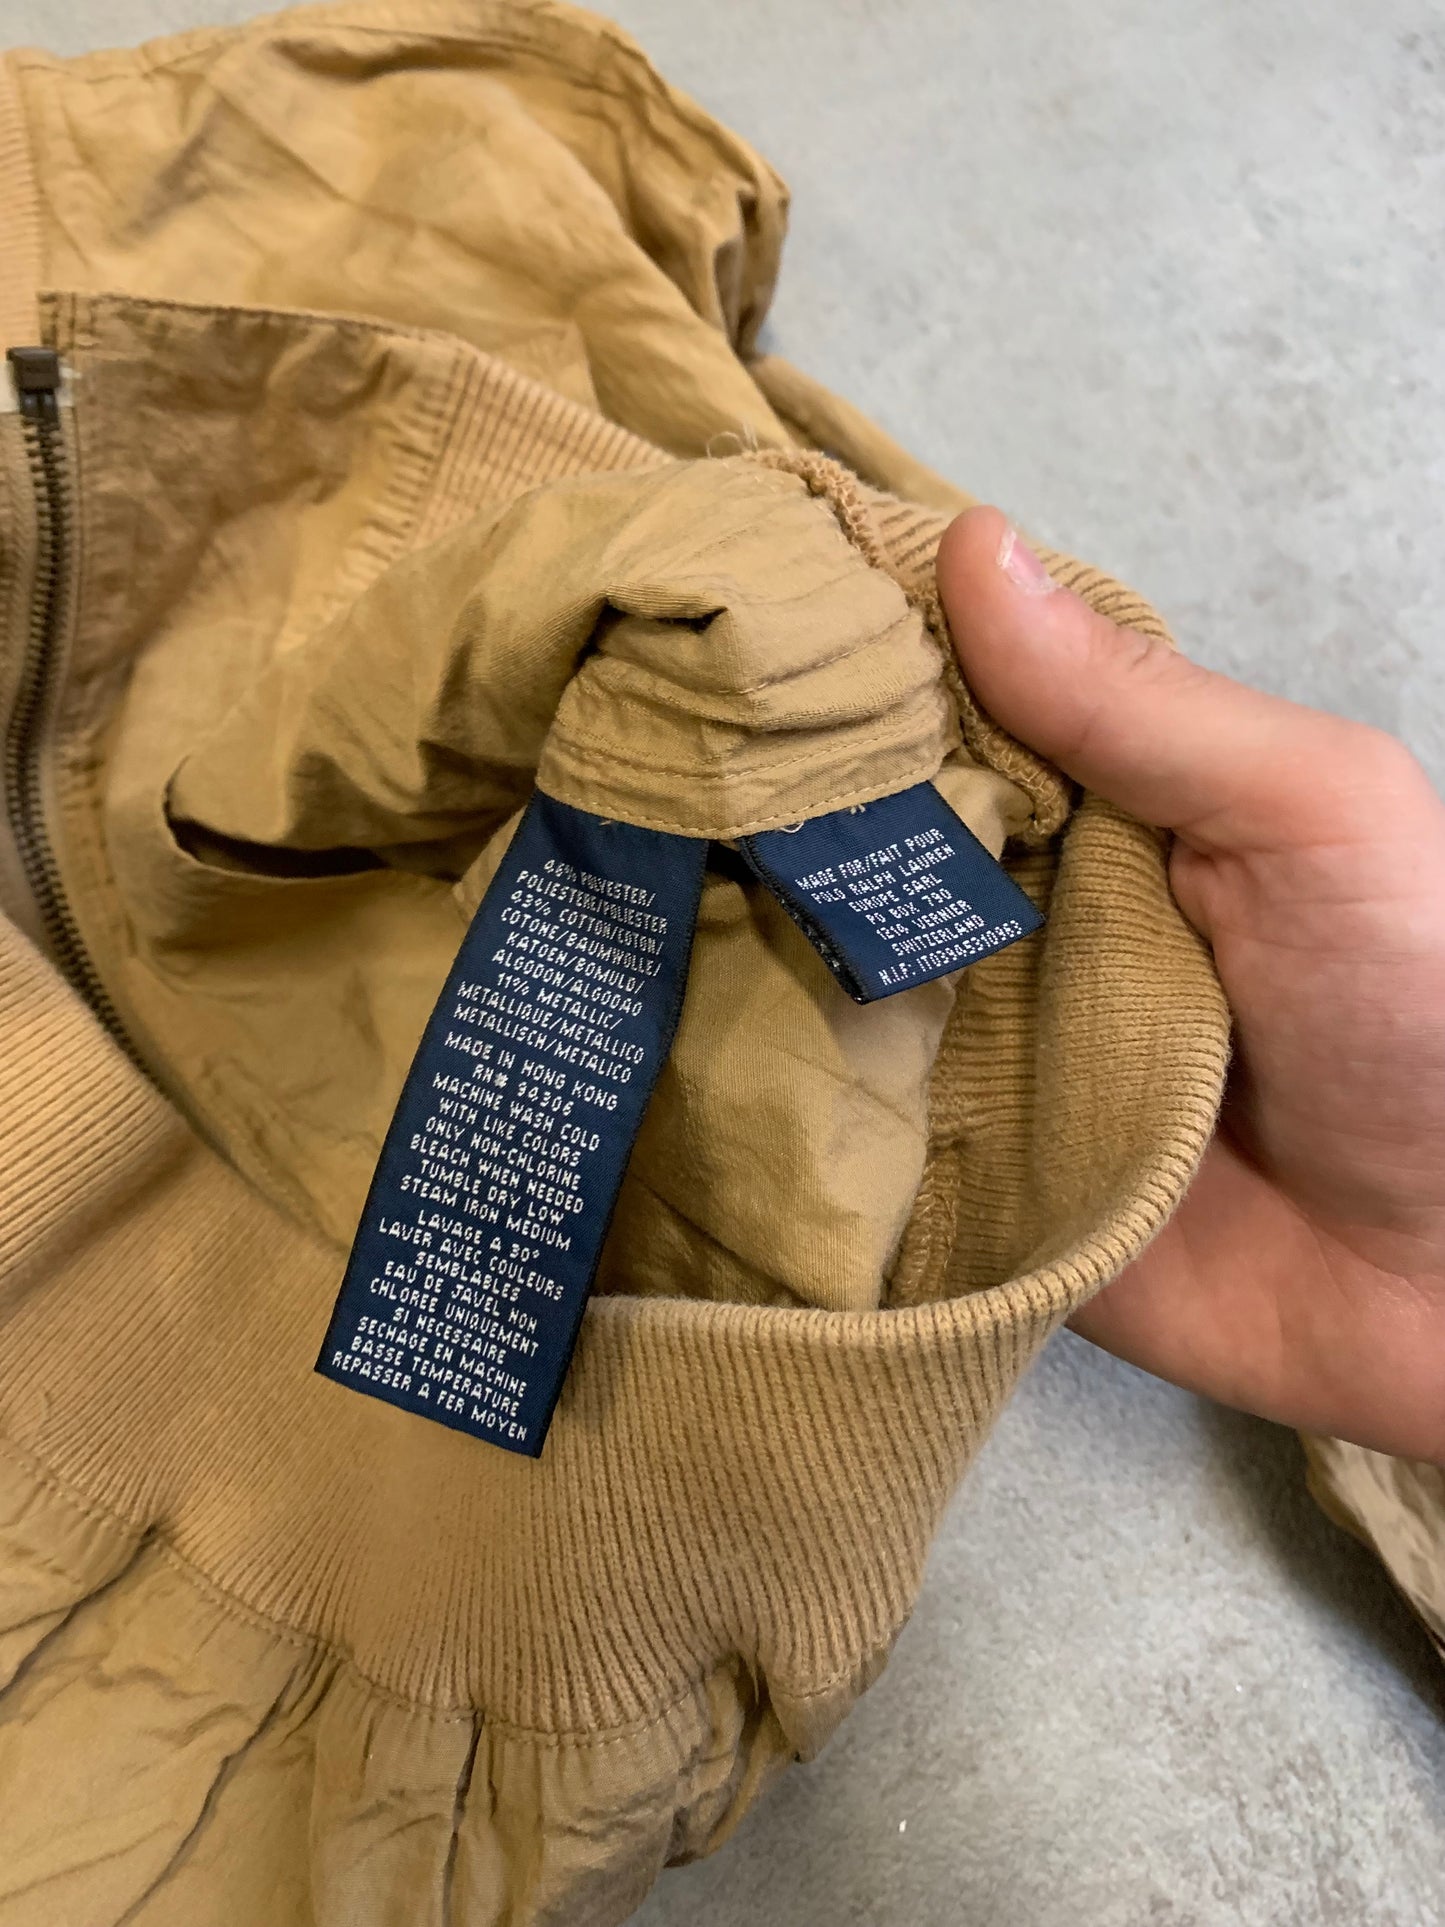 46% POLYESTER/
POLIESTERE/POLIESTER
43% COTTON/COTON/
COTONE/BAUMWOLLE/
KATOEN/BOMULD/
ALGODON/ALGODAO
11% METALLIC/
METALLIQUE/METALLICO
METALLISCH/METALICO
MADE IN HONG KONG
RN# 34306
MACHINE WASH COLD
WITH LIKE COLORS
ONLY NON-CHLORINE
BLEACH WHEN NEEDED
TUMBLE DRY LOW
STEAM IRON MEDIUM
LAVAGE A 30°
LAVER AVEC COULEURS
SEMBLABLES
EAU DE JAVEL NON
CHLOREE UNIQUEMENT
SI NECESSAIRE
SECHAGE EN MACHINE
BASSE TEMPERATURE
REPASSER A FER MOYEN
MADE FOR/FAIT POUR
POLO RALPH LAUREN
EUROPE SARL
PO BOX 790
1214 VERNIER
SWITZERLAND
N.I.F: IT03945310963